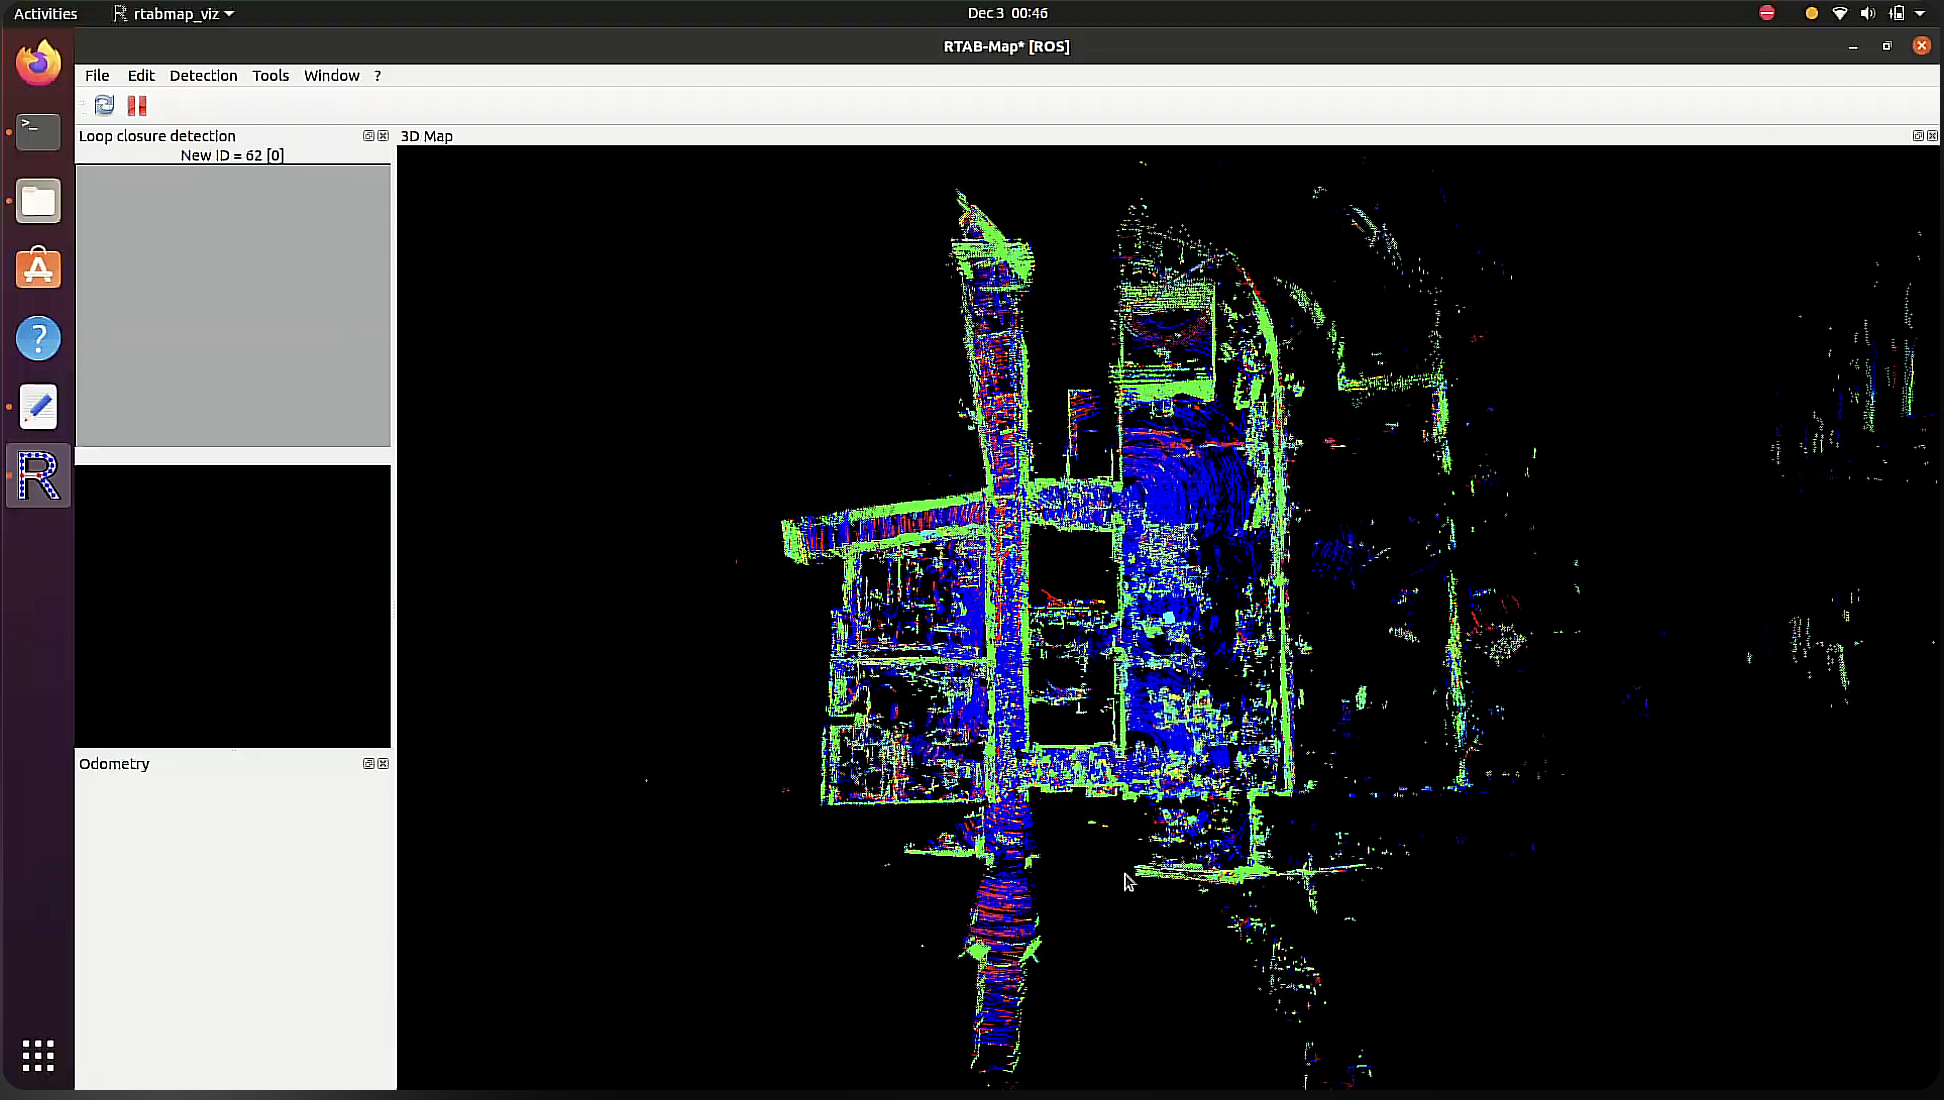 Activities
rtabmap_viz
Dec 3 00:46
RTAB-Map* [ROS]
File Edit Detection Tools Window ?
Loop closure detection
3D Map
New ID = 62 [0]
Odometry